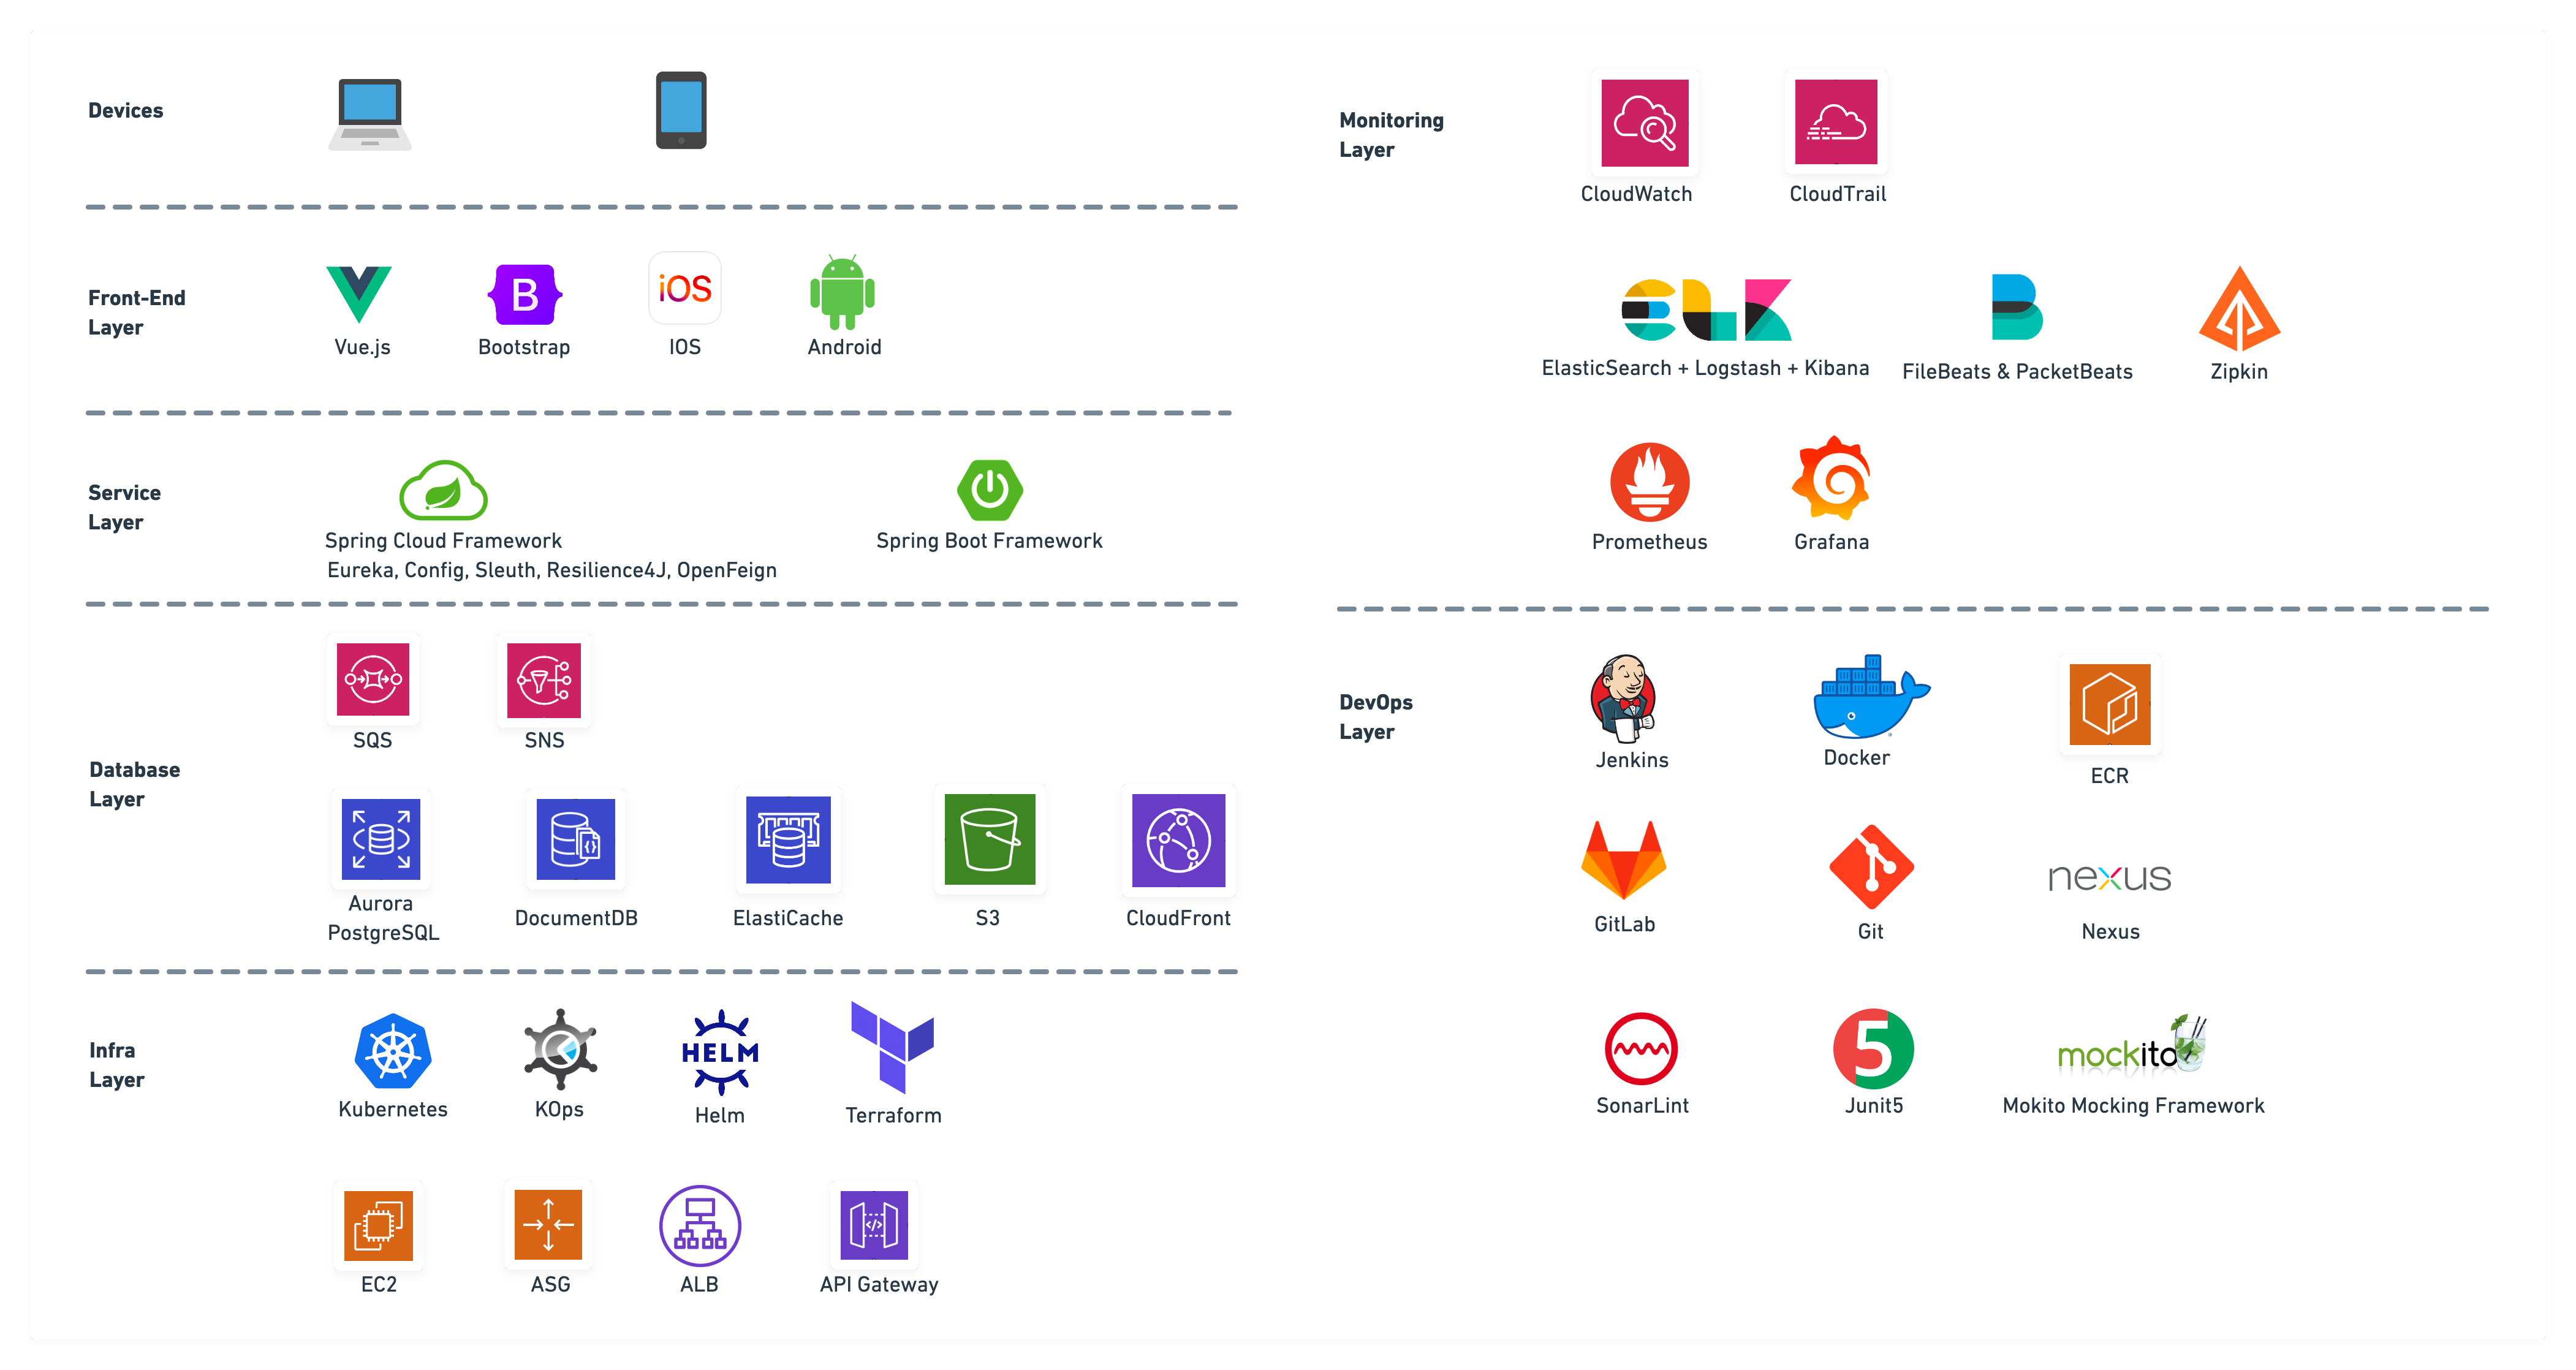 Devices
Front-End
Layer
B
iOS
Vue.js
Bootstrap
IOS
Android
Service
Layer
Spring Cloud Framework
Eureka, Config, Sleuth, Resilience4J, OpenFeign
Spring Boot Framework
SQS
SNS
Database
Layer
Aurora
PostgreSQL
DocumentDB
ElastiCache
S3
CloudFront
Infra
Layer
HELM
Kubernetes
KOps
Helm
Terraform
EC2
ASG
ALB
API Gateway
Monitoring
Layer
CloudWatch
CloudTrail
ELK
B
ElasticSearch + Logstash + Kibana
FileBeats & PacketBeats
Zipkin
Prometheus
Grafana
DevOps
Layer
Jenkins
Docker
ECR
nexus
GitLab
Git
Nexus
5
mockito
SonarLint
Junit5
Mokito Mocking Framework